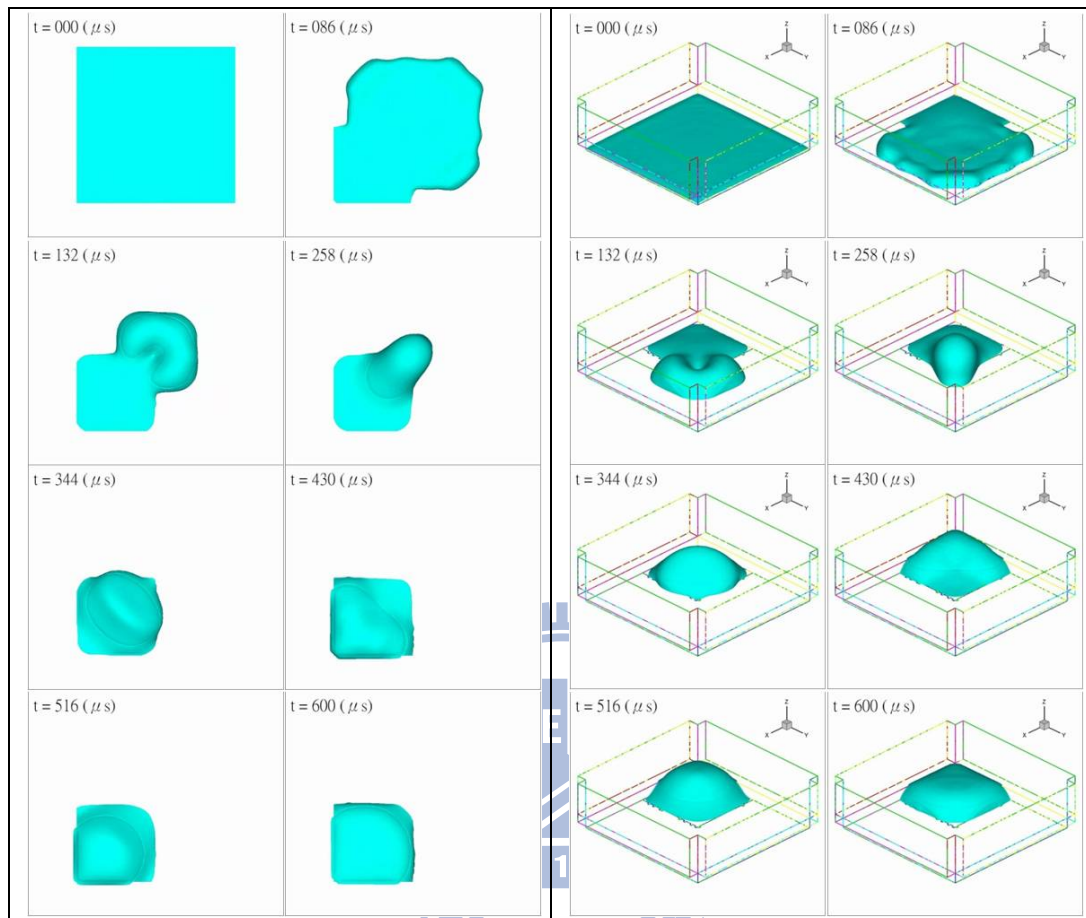 t = 000 ( μ s)
t = 086 ( μ s)
t = 132 ( μ s)
t = 258 ( μ s)
t = 344 ( μ s)
t = 430 ( μ s)
t = 516 ( μ s)
t = 600 ( μ s)
t = 000 ( μ s)
Z
X
Y
t = 086 ( μ s)
Z
X
Y
t = 132 ( μ s)
Z
X
Y
t = 258 ( μ s)
Z
X
Y
t = 344 ( μ s)
Z
X
Y
t = 430 ( μ s)
Z
X
Y
t = 516 ( μ s)
Z
X
Y
t = 600 ( μ s)
Z
X
Y